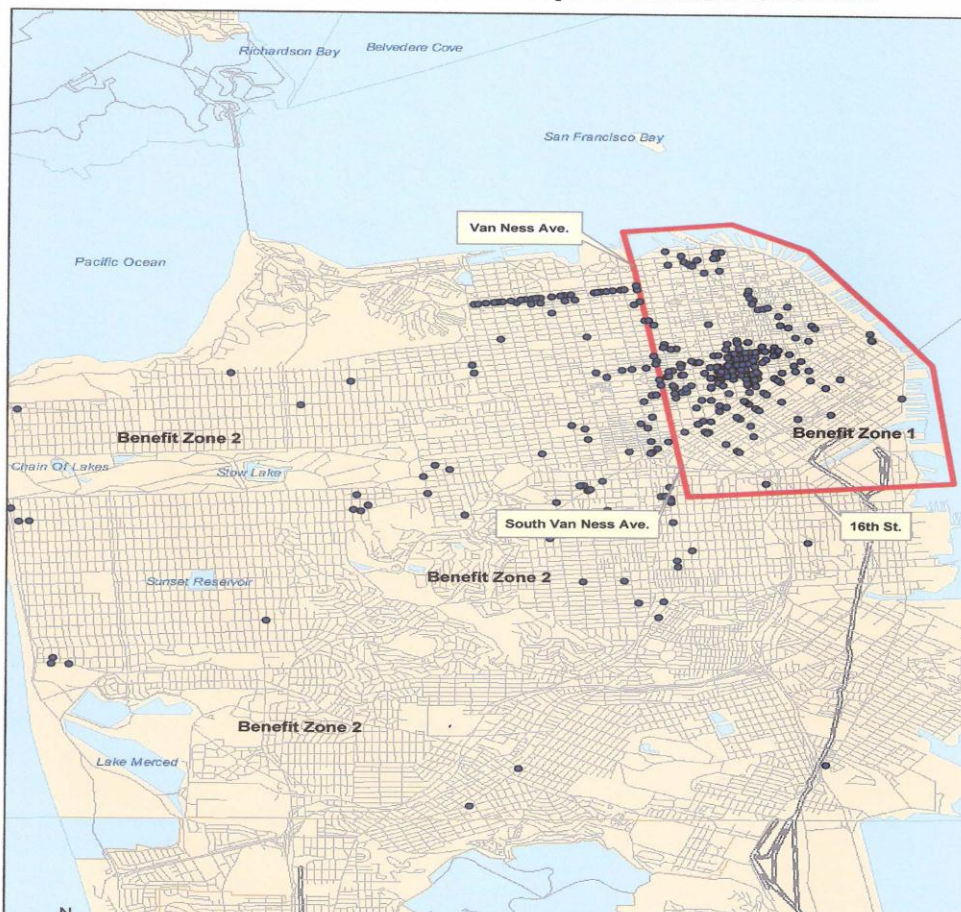 Richardson Bay
Belvedere Cove
San Francisco Bay
Van Ness Ave.
Pacific Ocean
Benefit Zone 2
Benefit Zone 1
Chain Of Lakes
Stow Lake
South Van Ness Ave.
16th St.
Sunset Reservoir
Benefit Zone 2
Benefit Zone 2
Lake Merced
N